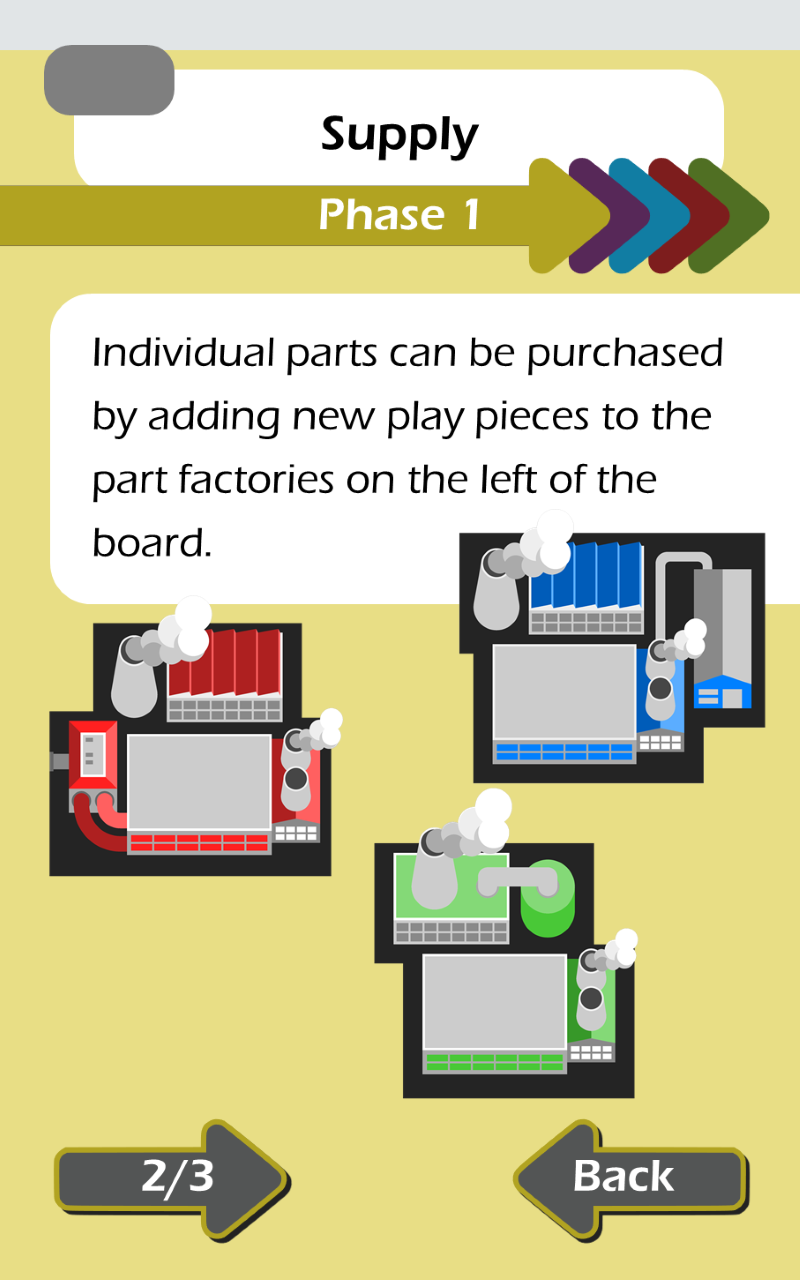 Supply
Phase 1
Individual parts can be purchased
by adding new play pieces to the
part factories on the left of the
board.
2/3
Back